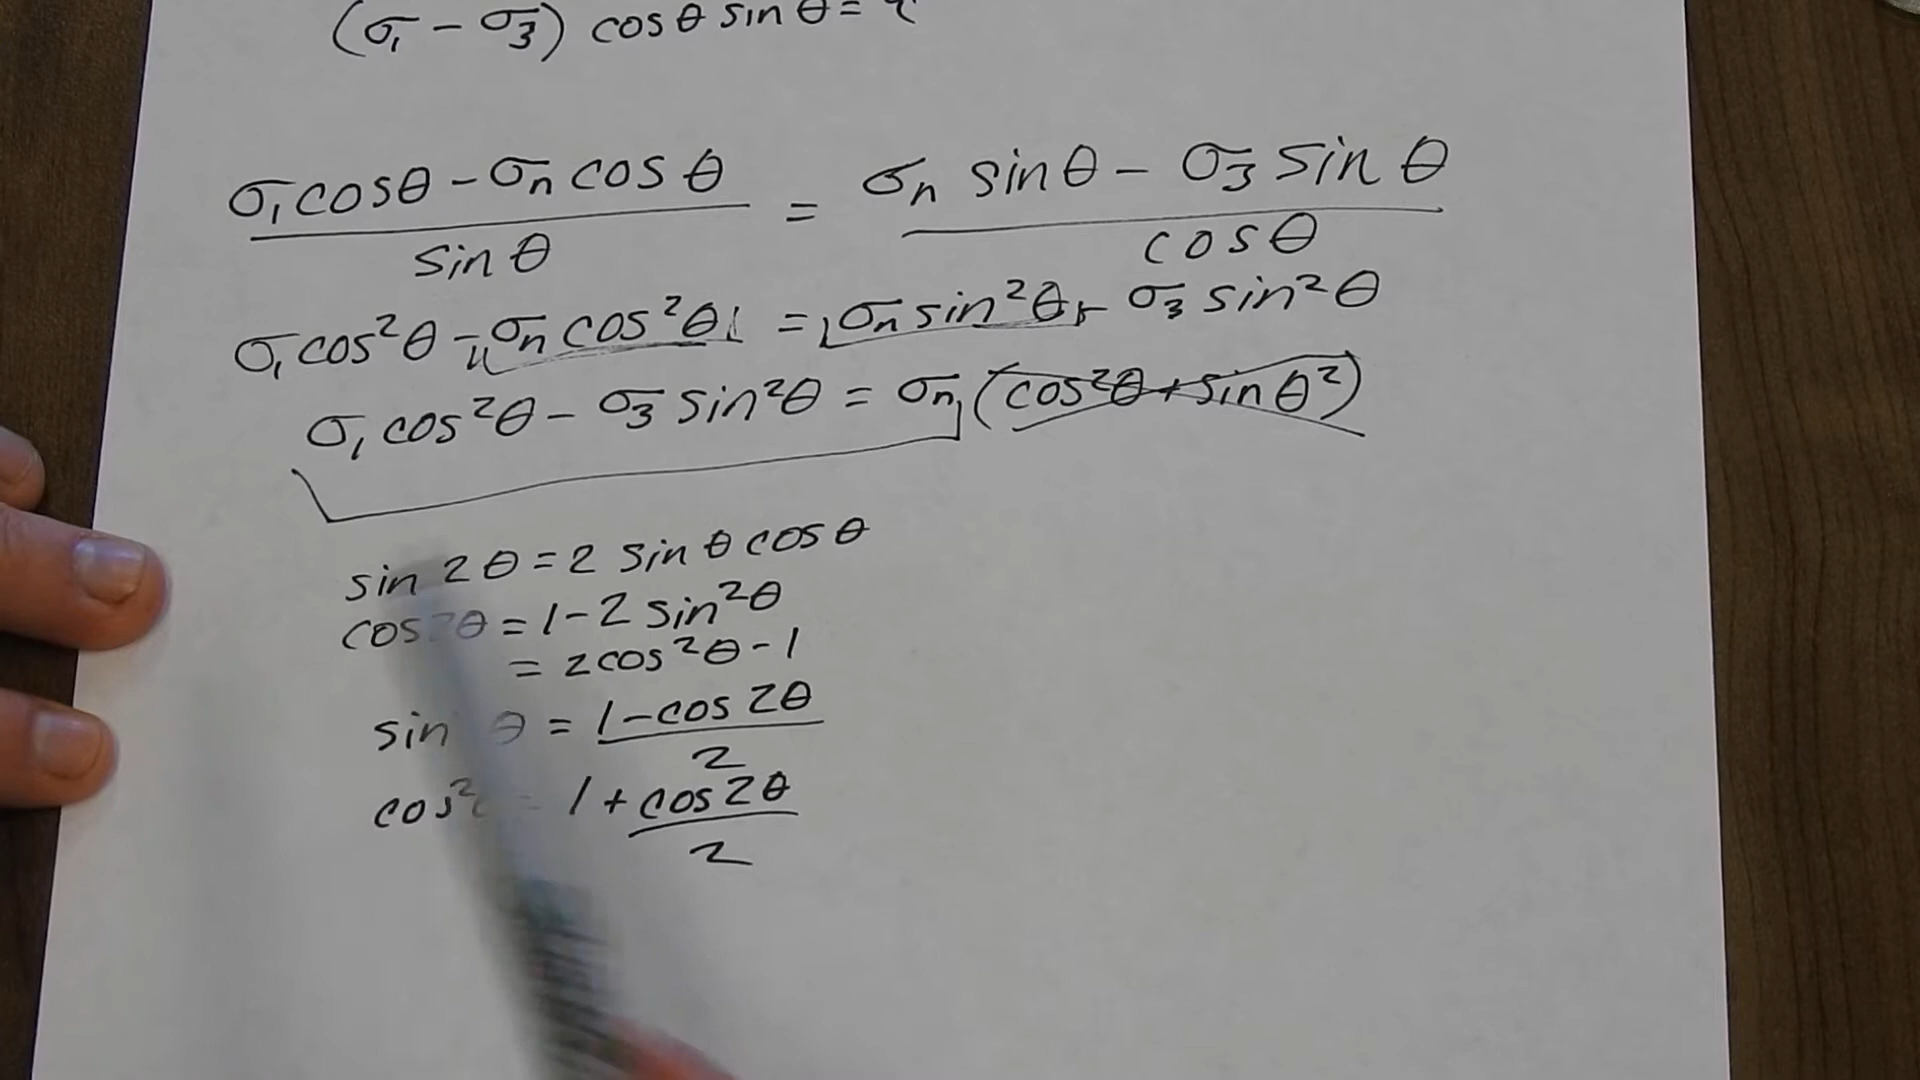 (σ₁ - σ₃) cos θ sin θ =
(σ₁ cos θ - σₙ cos θ) / sin θ = (σₙ sin θ - σ₃ sin θ) / cos θ
σ₁ cos²θ - σₙ cos²θ = σₙ sin²θ - σ₃ sin²θ
σ₁ cos²θ - σ₃ sin²θ = σₙ (cos²θ + sin θ²)
sin 2θ = 2 sin θ cos θ
cos 2θ = 1 - 2 sin²θ
= 2 cos²θ - 1
sin θ = (1 - cos 2θ) / 2
cos² = 1 + cos 2θ / 2